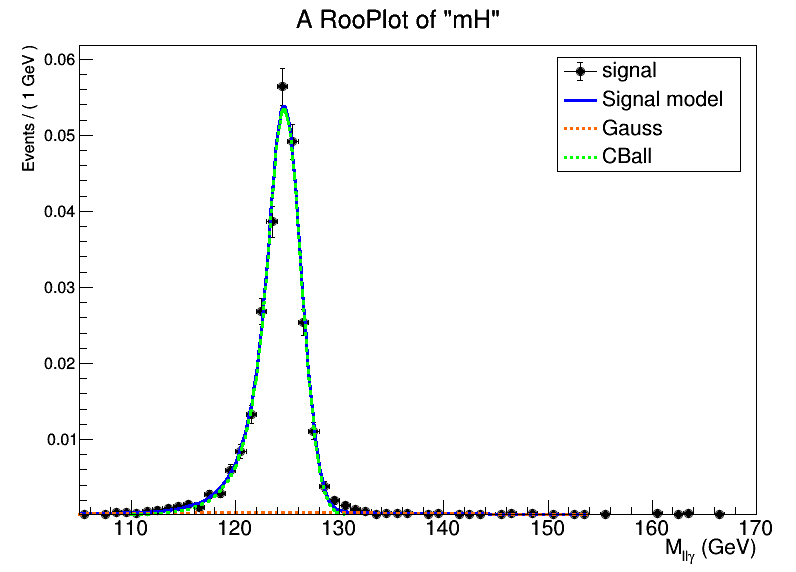 A RooPlot of "mH"
Events / ( 1 GeV )
0.06
0.05
0.04
0.03
0.02
0.01
signal
Signal model
Gauss
CBall
110 120 130 140 150 160 170
M_llγ (GeV)